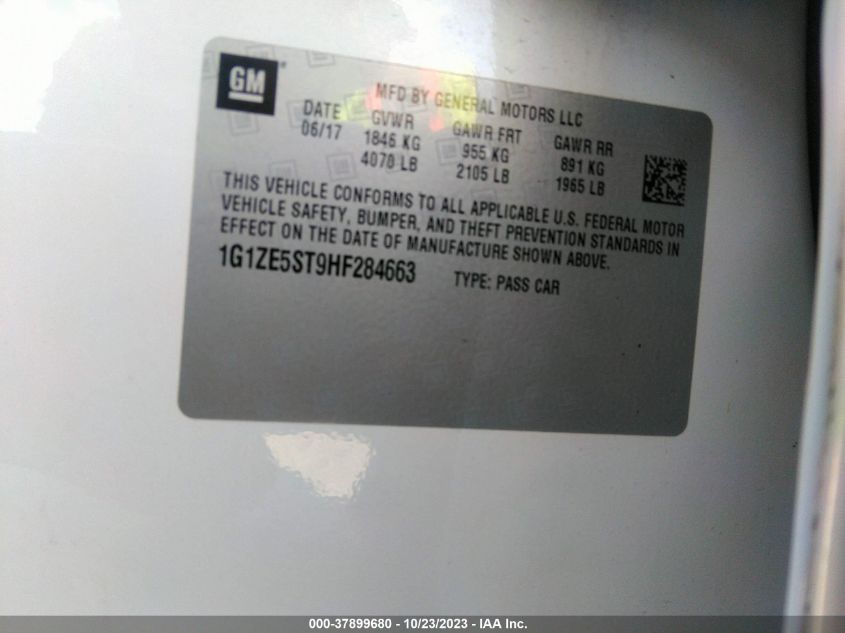 GM
MFD BY GENERAL MOTORS LLC
DATE GVWR GAWR FRT GAWR RR
06/17 1846 KG 955 KG 891 KG
4070 LB 2105 LB 1965 LB
THIS VEHICLE CONFORMS TO ALL APPLICABLE U.S. FEDERAL MOTOR
VEHICLE SAFETY, BUMPER, AND THEFT PREVENTION STANDARDS IN
EFFECT ON THE DATE OF MANUFACTURE SHOWN ABOVE.
1G1ZE5ST9HF284663 TYPE: PASS CAR
000-37899680 - 10/23/2023 - IAA Inc.